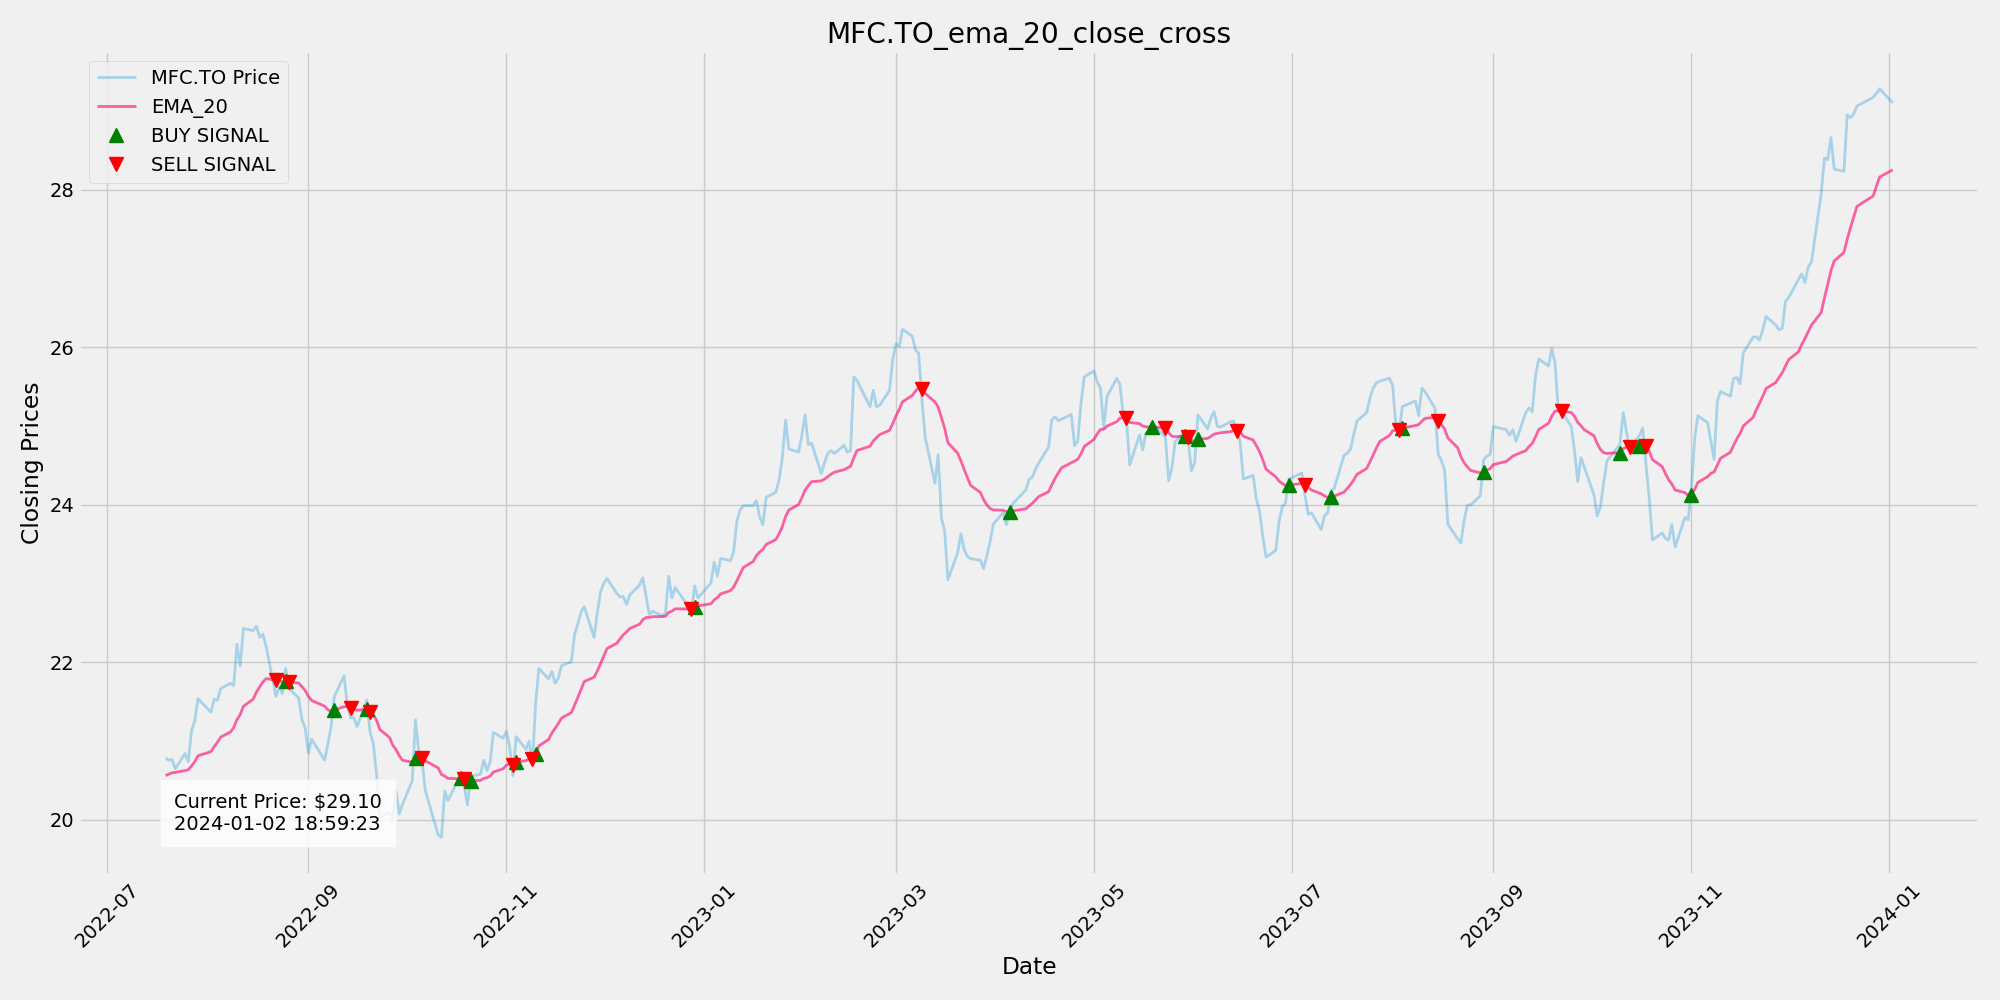 MFC.TO_ema_20_close_cross
MFC.TO Price
EMA_20
BUY SIGNAL
SELL SIGNAL
Closing Prices
28
26
24
22
20
Current Price: $29.10
2024-01-02 18:59:23
2022-07
2022-09
2022-11
2023-01
2023-03
2023-05
2023-07
2023-09
2023-11
2024-01
Date